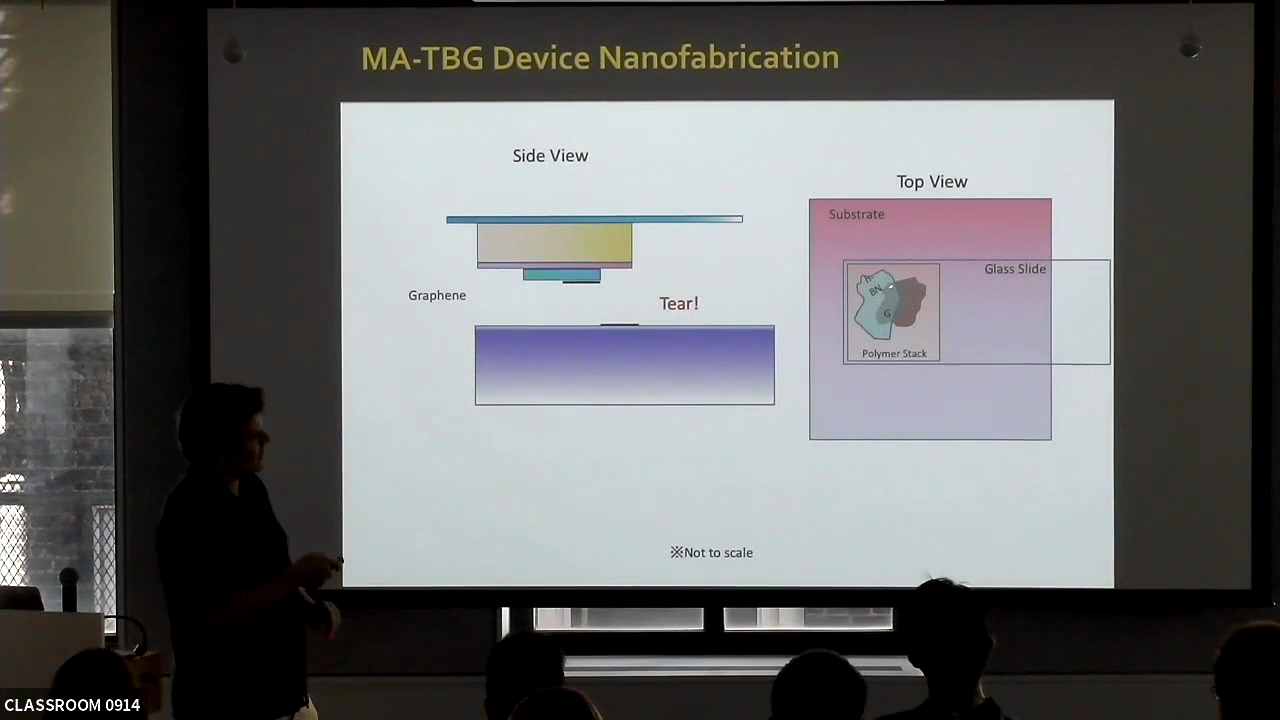 MA-TBG Device Nanofabrication
Side View
Top View
Substrate
Glass Slide
Graphene
Tear!
BN
G
Polymer Stack
※Not to scale
CLASSROOM 0914